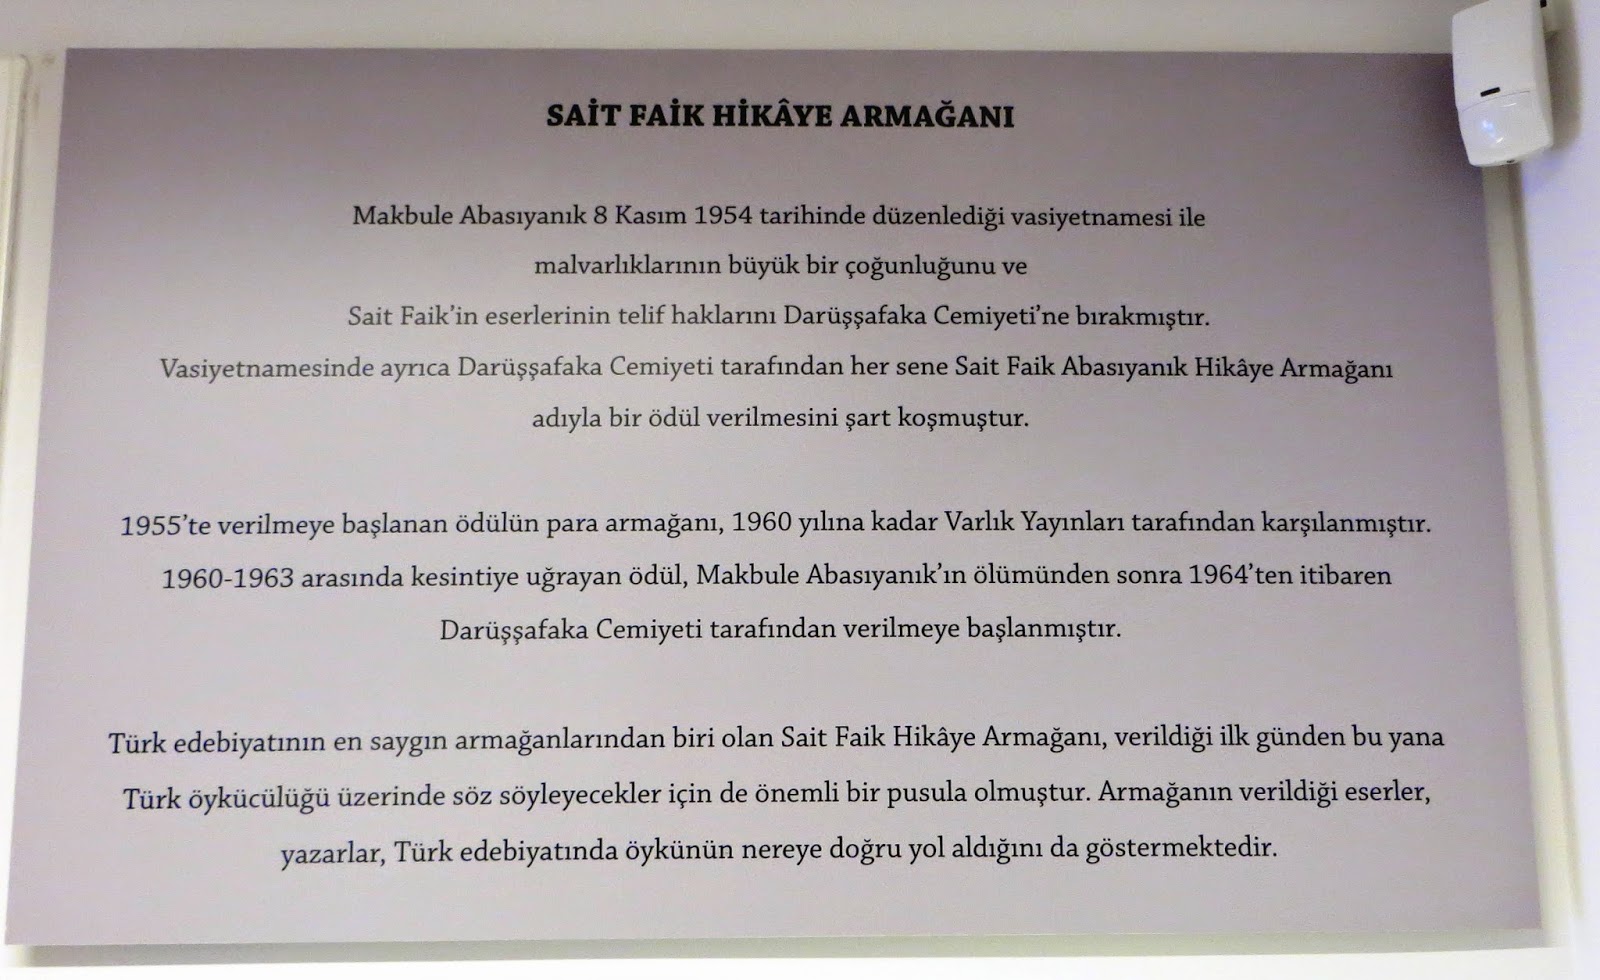 SAİT FAİK HİKÂYE ARMAĞANI
Makbule Abasıyanık 8 Kasım 1954 tarihinde düzenlediği vasiyetnamesi ile
malvarlıklarının büyük bir çoğunluğunu ve
Sait Faik'in eserlerinin telif haklarını Darüşşafaka Cemiyeti'ne bırakmıştır.
Vasiyetnamesinde ayrıca Darüşşafaka Cemiyeti tarafından her sene Sait Faik Abasıyanık Hikâye Armağanı
adıyla bir ödül verilmesini şart koşmuştur.
1955'te verilmeye başlanan ödülün para armağanı, 1960 yılına kadar Varlık Yayınları tarafından karşılanmıştır.
1960-1963 arasında kesintiye uğrayan ödül, Makbule Abasıyanık'ın ölümünden sonra 1964'ten itibaren
Darüşşafaka Cemiyeti tarafından verilmeye başlanmıştır.
Türk edebiyatının en saygın armağanlarından biri olan Sait Faik Hikâye Armağanı, verildiği ilk günden bu yana
Türk öykücülüğü üzerinde söz söyleyecekler için de önemli bir pusula olmuştur. Armağanın verildiği eserler,
yazarlar, Türk edebiyatında öykünün nereye doğru yol aldığını da göstermektedir.